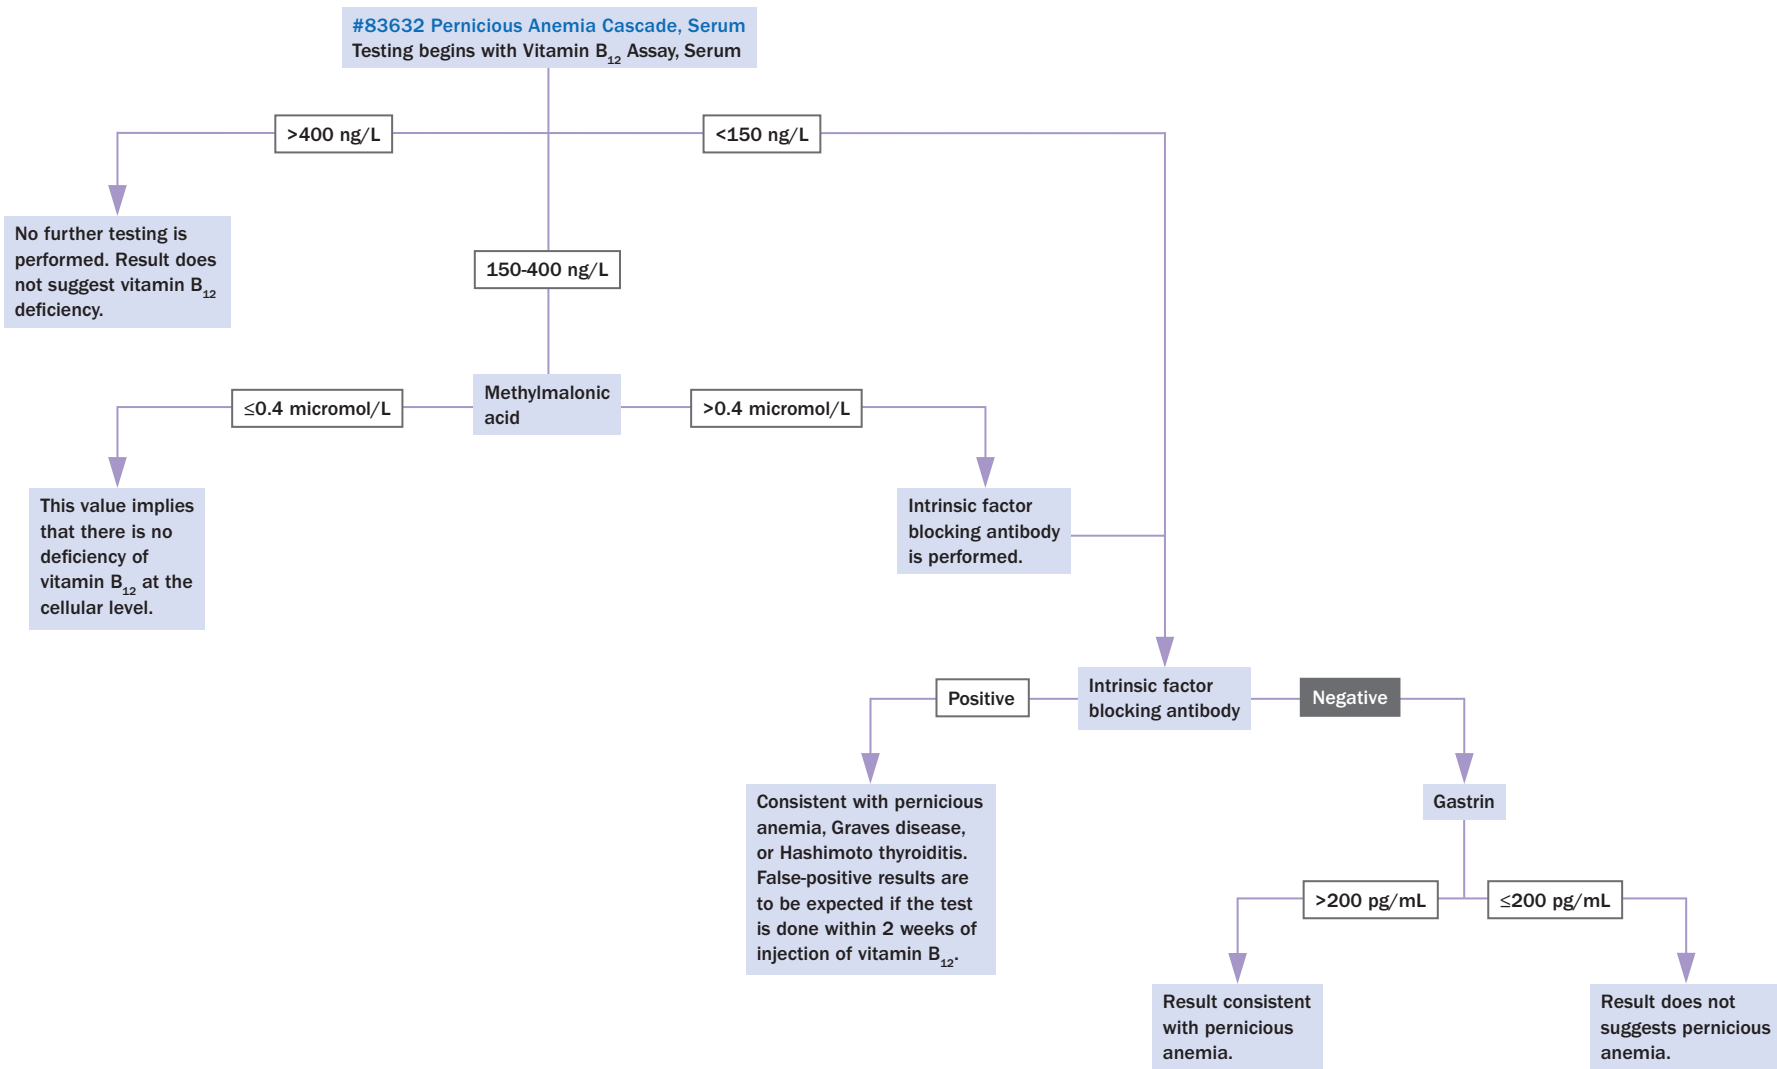 #83632 Pernicious Anemia Cascade, Serum
Testing begins with Vitamin B12 Assay, Serum
>400 ng/L
<150 ng/L
No further testing is
performed. Result does
not suggest vitamin B12
deficiency.
150-400 ng/L
≤0.4 micromol/L
Methylmalonic
acid
>0.4 micromol/L
This value implies
that there is no
deficiency of
vitamin B12 at the
cellular level.
Intrinsic factor
blocking antibody
is performed.
Positive
Intrinsic factor
blocking antibody
Negative
Consistent with pernicious
anemia, Graves disease,
or Hashimoto thyroiditis.
False-positive results are
to be expected if the test
is done within 2 weeks of
injection of vitamin B12.
Gastrin
>200 pg/mL
≤200 pg/mL
Result consistent
with pernicious
anemia.
Result does not
suggests pernicious
anemia.